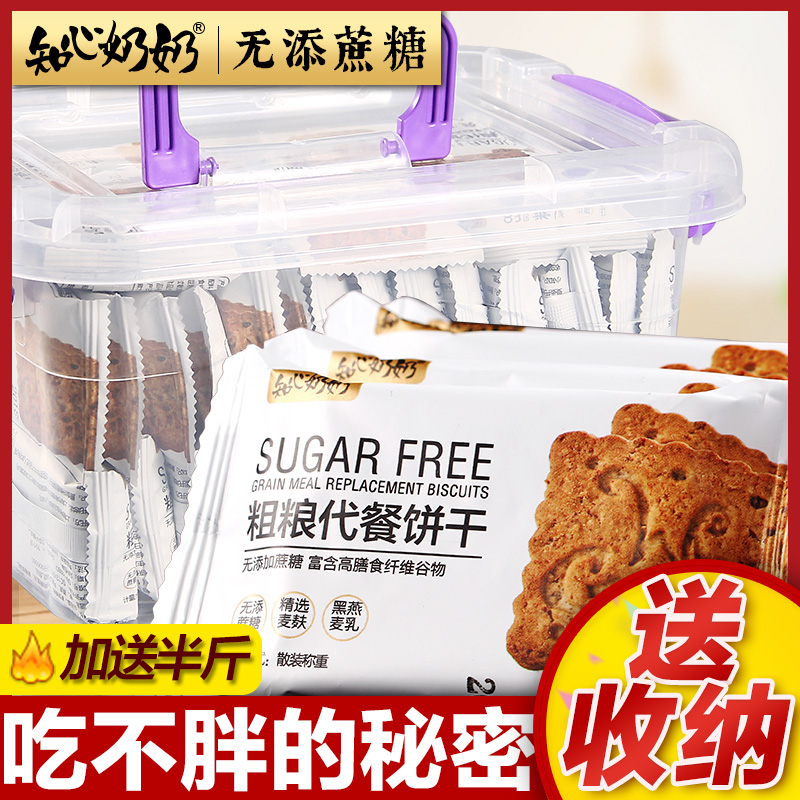 知心奶奶® 无添蔗糖
知心奶奶
SUGAR FREE
GRAIN MEAL REPLACEMENT BISCUITS
粗粮代餐饼干
无添加蔗糖 富含高膳食纤维谷物
无添蔗糖
精选麦麸
黑燕麦乳
散装称重
加送半斤
送收纳
吃不胖的秘密